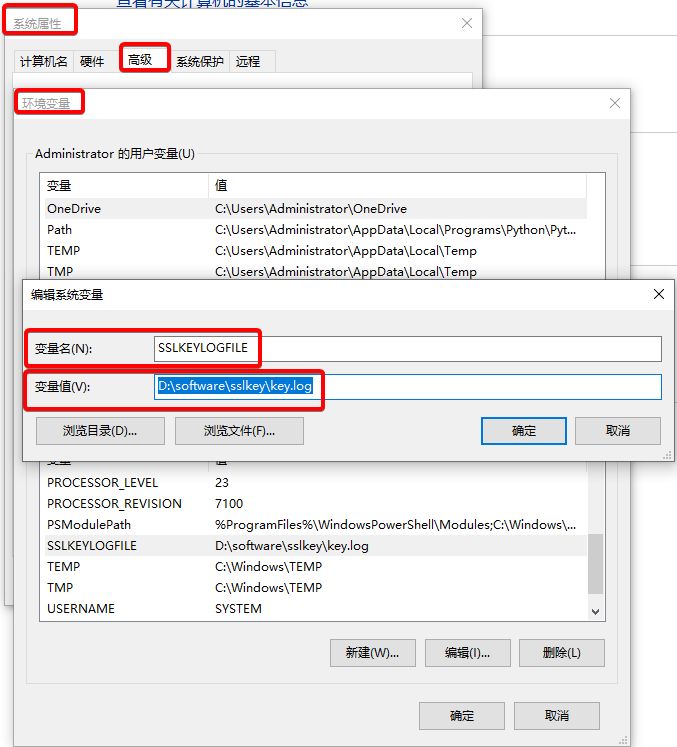 查看有关计算机的基本信息
系统属性
计算机名 硬件 高级 系统保护 远程
环境变量
Administrator 的用户变量(U)
变量 值
OneDrive C:\Users\Administrator\OneDrive
Path C:\Users\Administrator\AppData\Local\Programs\Python\Pyt...
TEMP C:\Users\Administrator\AppData\Local\Temp
TMP C:\Users\Administrator\AppData\Local\Temp
编辑系统变量
变量名(N): SSLKEYLOGFILE
变量值(V): D:\software\sslkey\key.log
浏览目录(D)... 浏览文件(F)... 确定 取消
变量 值
PROCESSOR_LEVEL 23
PROCESSOR_REVISION 7100
PSModulePath %ProgramFiles%\WindowsPowerShell\Modules;C:\Windows\...
SSLKEYLOGFILE D:\software\sslkey\key.log
TEMP C:\Windows\TEMP
TMP C:\Windows\TEMP
USERNAME SYSTEM
新建(W)... 编辑(I)... 删除(L)
确定 取消